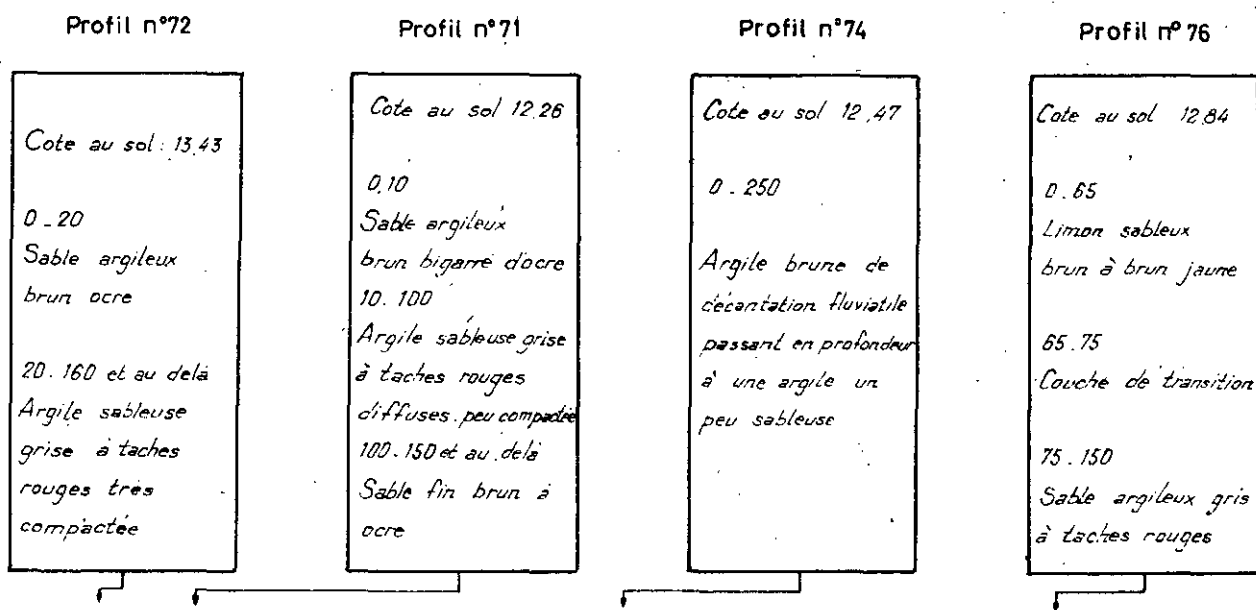 Profil n°72
Cote au sol : 13,43
0 _ 20
Sable argileux
brun ocre
20. 160 et au delà
Argile sableuse
grise à taches
rouges très
compactée
Profil n°71
Cote au sol 12,26
0,10
Sable argileux
brun bigarré d'ocre
10. 100
Argile sableuse grise
à taches rouges
diffuses. peu compactée
100. 150 et au delà
Sable fin brun à
ocre
Profil n°74
Cote au sol 12,47
0 _ 250
Argile brune de
décantation fluviatile
passant en profondeur
à une argile un
peu sableuse
Profil n° 76
Cote au sol 12,84
0. 65
Limon sableux
brun à brun jaune
65. 75
Couche de transition
75. 150
Sable argileux gris
à taches rouges